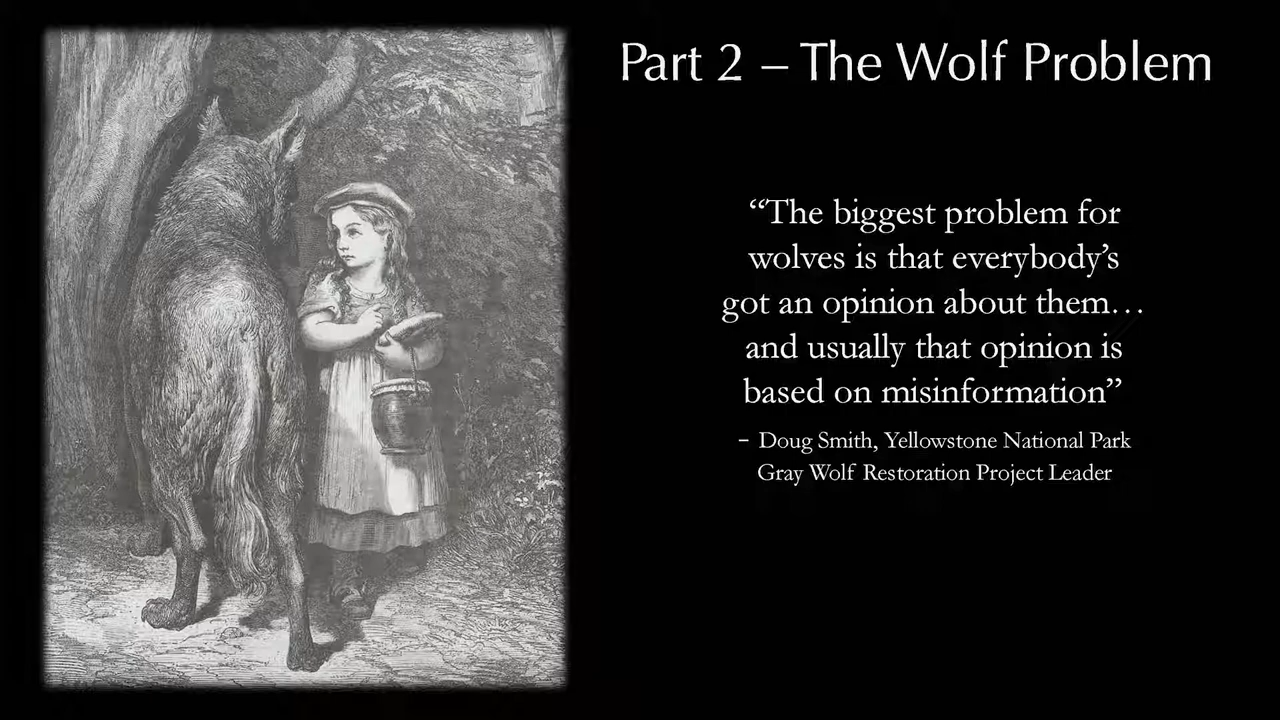 Part 2 – The Wolf Problem
“The biggest problem for
wolves is that everybody’s
got an opinion about them…
and usually that opinion is
based on misinformation”
– Doug Smith, Yellowstone National Park
Gray Wolf Restoration Project Leader